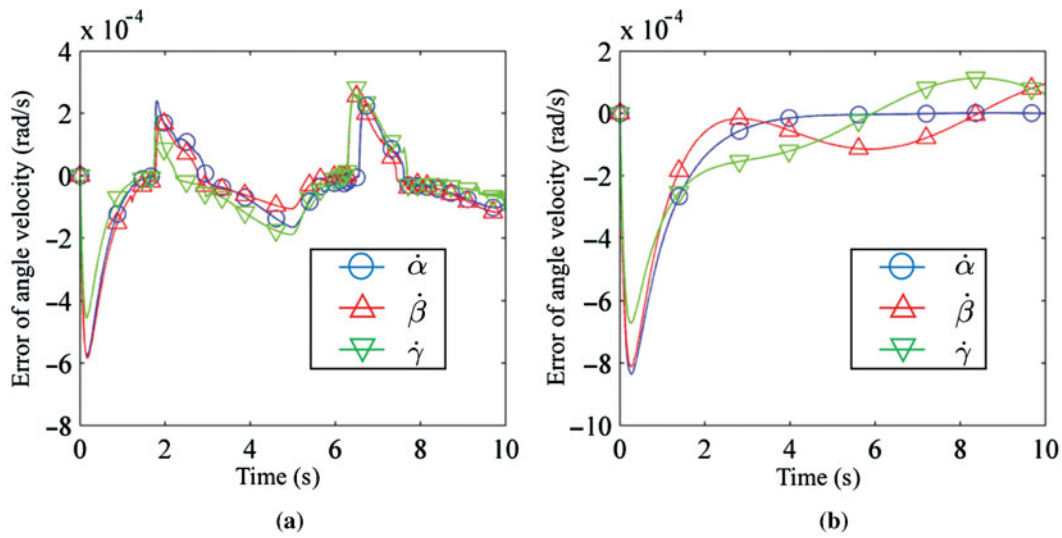 x 10⁻⁴
4
2
0
−2
−4
−6
−8
Error of angle velocity (rad/s)
0 2 4 6 8 10
Time (s)
α̇
β̇
γ̇
(a)
x 10⁻⁴
2
0
−2
−4
−6
−8
−10
Error of angle velocity (rad/s)
0 2 4 6 8 10
Time (s)
α̇
β̇
γ̇
(b)